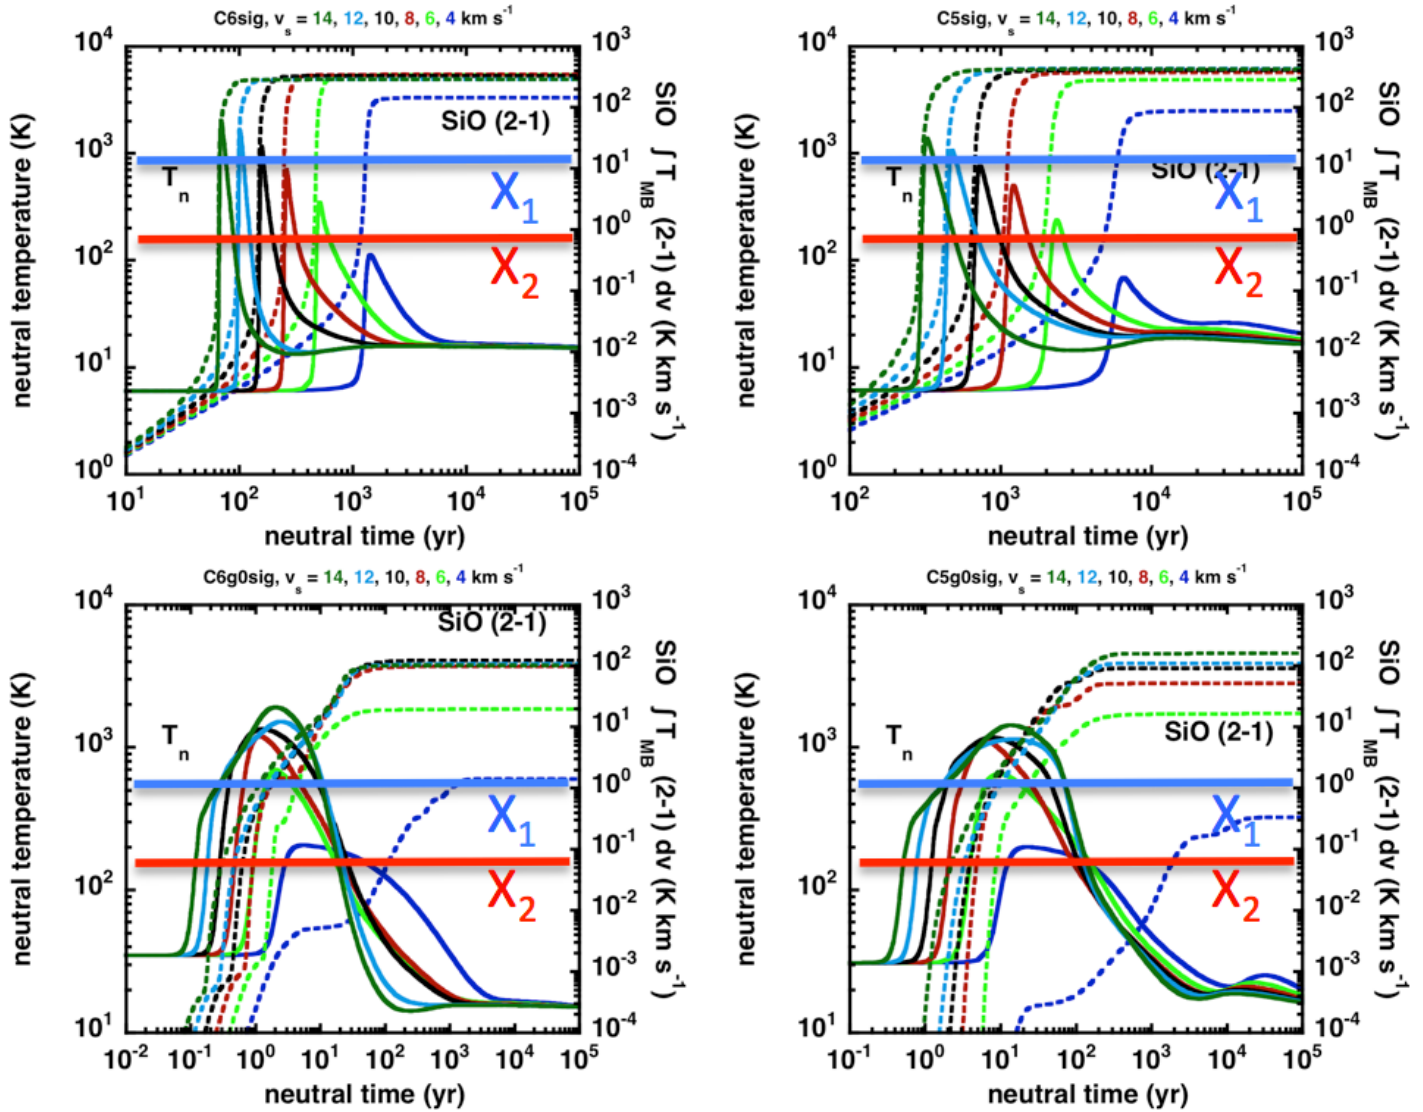 C6sig, v_s = 14, 12, 10, 8, 6, 4 km s^-1
10^4
10^3
10^2
10^1
10^0
neutral temperature (K)
T_n
SiO (2-1)
X_1
X_2
10^3
10^2
10^1
10^0
10^-1
10^-2
10^-3
10^-4
SiO ∫T_MB (2-1) dv (K km s^-1)
10^1 10^2 10^3 10^4 10^5
neutral time (yr)
C5sig, v_s = 14, 12, 10, 8, 6, 4 km s^-1
10^4
10^3
10^2
10^1
10^0
neutral temperature (K)
T_n
SiO (2-1)
X_1
X_2
10^3
10^2
10^1
10^0
10^-1
10^-2
10^-3
10^-4
SiO ∫T_MB (2-1) dv (K km s^-1)
10^2 10^3 10^4 10^5
neutral time (yr)
C6g0sig, v_s = 14, 12, 10, 8, 6, 4 km s^-1
10^4
10^3
10^2
10^1
neutral temperature (K)
SiO (2-1)
T_n
X_1
X_2
10^3
10^2
10^1
10^0
10^-1
10^-2
10^-3
10^-4
SiO ∫T_MB (2-1) dv (K km s^-1)
10^-2 10^-1 10^0 10^1 10^2 10^3 10^4 10^5
neutral time (yr)
C5g0sig, v_s = 14, 12, 10, 8, 6, 4 km s^-1
10^4
10^3
10^2
10^1
neutral temperature (K)
T_n
SiO (2-1)
X_1
X_2
10^3
10^2
10^1
10^0
10^-1
10^-2
10^-3
10^-4
SiO ∫T_MB (2-1) dv (K km s^-1)
10^-1 10^0 10^1 10^2 10^3 10^4 10^5
neutral time (yr)